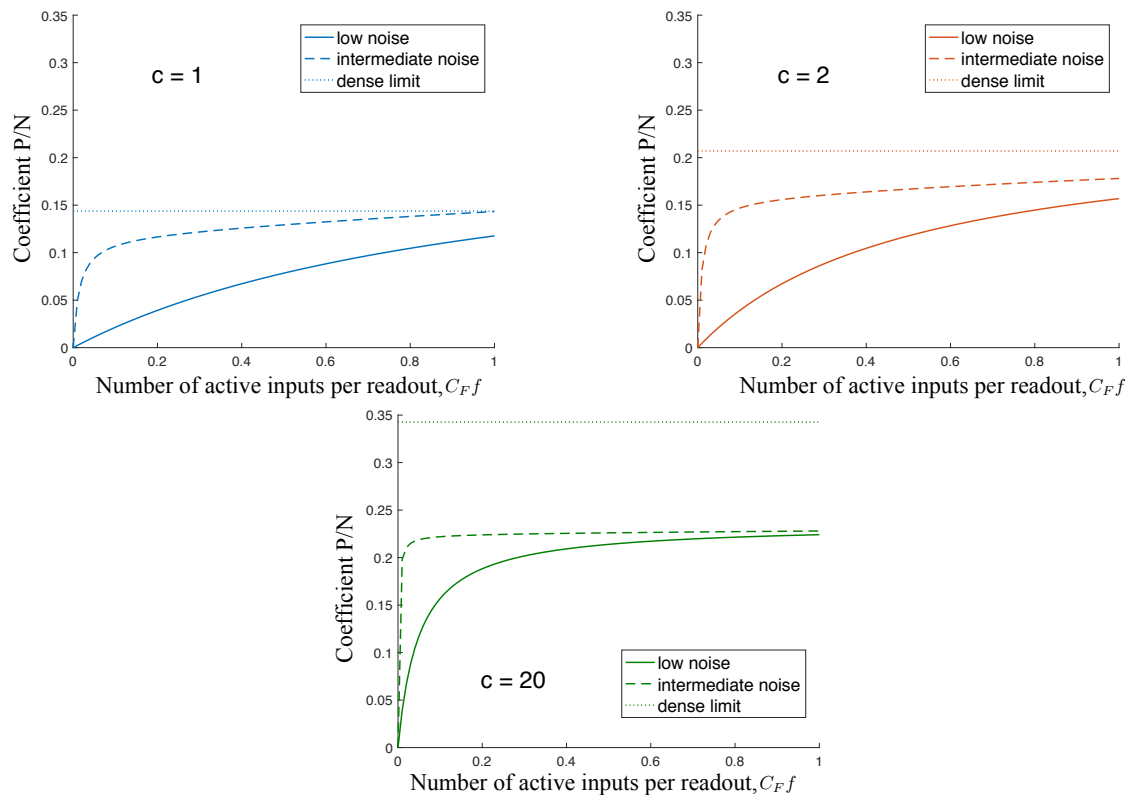 0.35
0.3
0.25
0.2
0.15
0.1
0.05
0
Coefficient P/N
c = 1
low noise
intermediate noise
dense limit
0 0.2 0.4 0.6 0.8 1
Number of active inputs per readout, C_F f
0.35
0.3
0.25
0.2
0.15
0.1
0.05
0
Coefficient P/N
c = 2
low noise
intermediate noise
dense limit
0 0.2 0.4 0.6 0.8 1
Number of active inputs per readout, C_F f
0.35
0.3
0.25
0.2
0.15
0.1
0.05
0
Coefficient P/N
c = 20
low noise
intermediate noise
dense limit
0 0.2 0.4 0.6 0.8 1
Number of active inputs per readout, C_F f